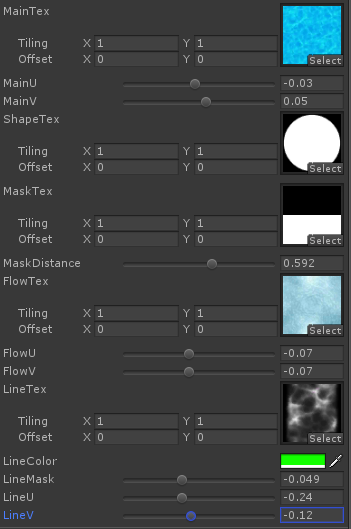 MainTex
Tiling X 1 Y 1
Offset X 0 Y 0
Select
MainU -0.03
MainV 0.05
ShapeTex
Tiling X 1 Y 1
Offset X 0 Y 0
Select
MaskTex
Tiling X 1 Y 1
Offset X 0 Y 0
Select
MaskDistance 0.592
FlowTex
Tiling X 1 Y 1
Offset X 0 Y 0
Select
FlowU -0.07
FlowV -0.07
LineTex
Tiling X 1 Y 1
Offset X 0 Y 0
Select
LineColor
LineMask -0.049
LineU -0.24
LineV -0.12